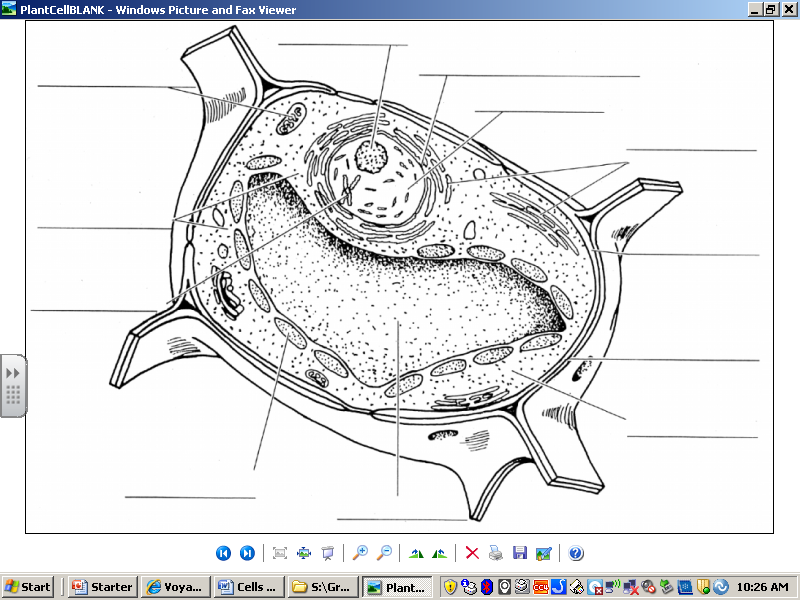 PlantCellBLANK - Windows Picture and Fax Viewer
Start
Starter
Voya...
Cells ...
S:\Gr...
Plant...
10:26 AM